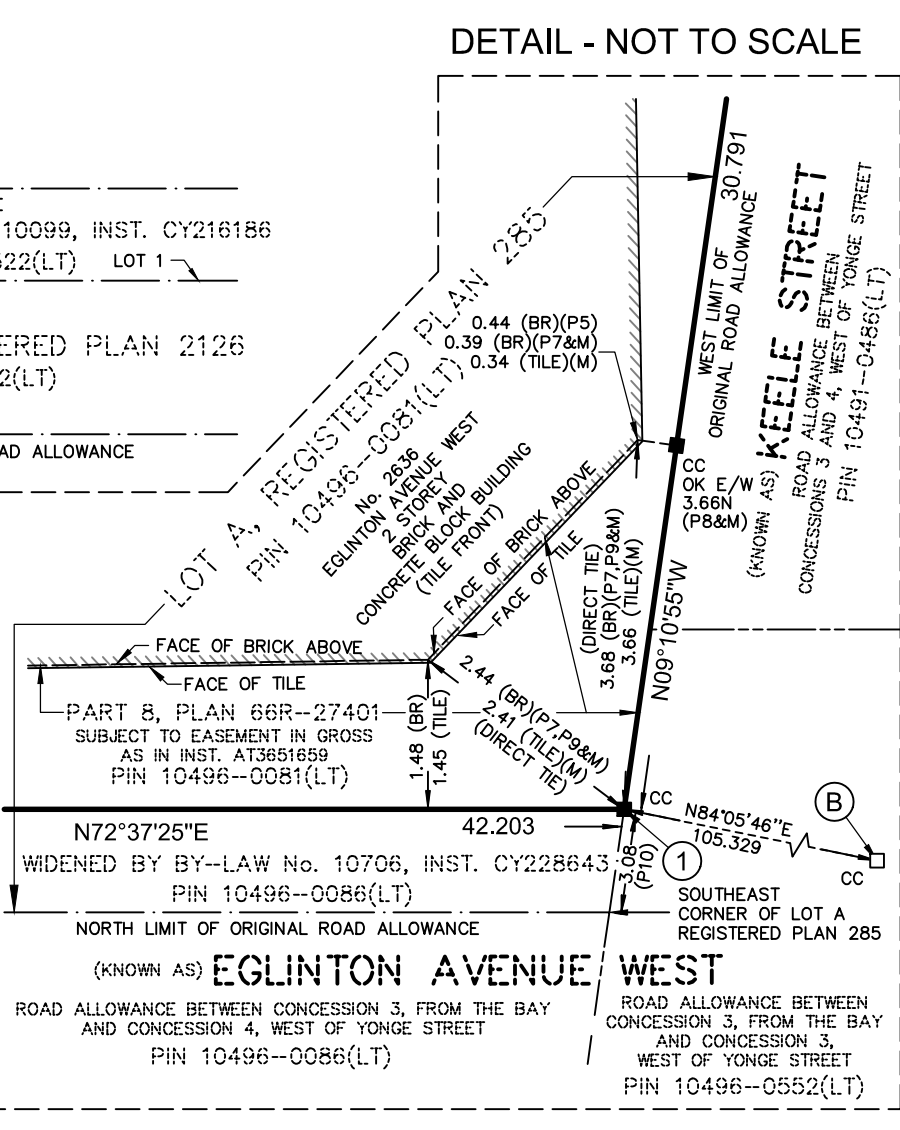 DETAIL - NOT TO SCALE
10099, INST. CY216186
22(LT)
LOT 1
ERED PLAN 2126
2(LT)
AD ALLOWANCE
LOT A, REGISTERED PLAN 285
PIN 10496--0081(LT)
No. 2636
EGLINTON AVENUE WEST
2 STOREY
BRICK AND
CONCRETE BLOCK BUILDING
(TILE FRONT)
0.44 (BR)(P5)
0.39 (BR)(P7&M)
0.34 (TILE)(M)
30.791
WEST LIMIT OF
ORIGINAL ROAD ALLOWANCE
(KNOWN AS) KEELE STREET
ROAD ALLOWANCE BETWEEN
CONCESSIONS 3 AND 4, WEST OF YONGE STREET
PIN 10491--0486(LT)
CC
OK E/W
3.66N
(P8&M)
FACE OF BRICK ABOVE
FACE OF TILE
(DIRECT TIE)
3.68 (BR)(P7,P9&M)
3.66 (TILE)(M)
N09°10'55"W
FACE OF BRICK ABOVE
FACE OF TILE
PART 8, PLAN 66R--27401
SUBJECT TO EASEMENT IN GROSS
AS IN INST. AT3651659
PIN 10496--0081(LT)
1.48 (BR)
1.45 (TILE)
2.44 (BR)(P7,P9&M)
2.41 (TILE)(M)
(DIRECT TIE)
CC
N84°05'46"E
105.329
B
CC
N72°37'25"E
42.203
1
3.08
(P10)
WIDENED BY BY--LAW No. 10706, INST. CY228643
PIN 10496--0086(LT)
SOUTHEAST
CORNER OF LOT A
REGISTERED PLAN 285
NORTH LIMIT OF ORIGINAL ROAD ALLOWANCE
(KNOWN AS) EGLINTON AVENUE WEST
ROAD ALLOWANCE BETWEEN CONCESSION 3, FROM THE BAY
AND CONCESSION 4, WEST OF YONGE STREET
PIN 10496--0086(LT)
ROAD ALLOWANCE BETWEEN
CONCESSION 3, FROM THE BAY
AND CONCESSION 3,
WEST OF YONGE STREET
PIN 10496--0552(LT)